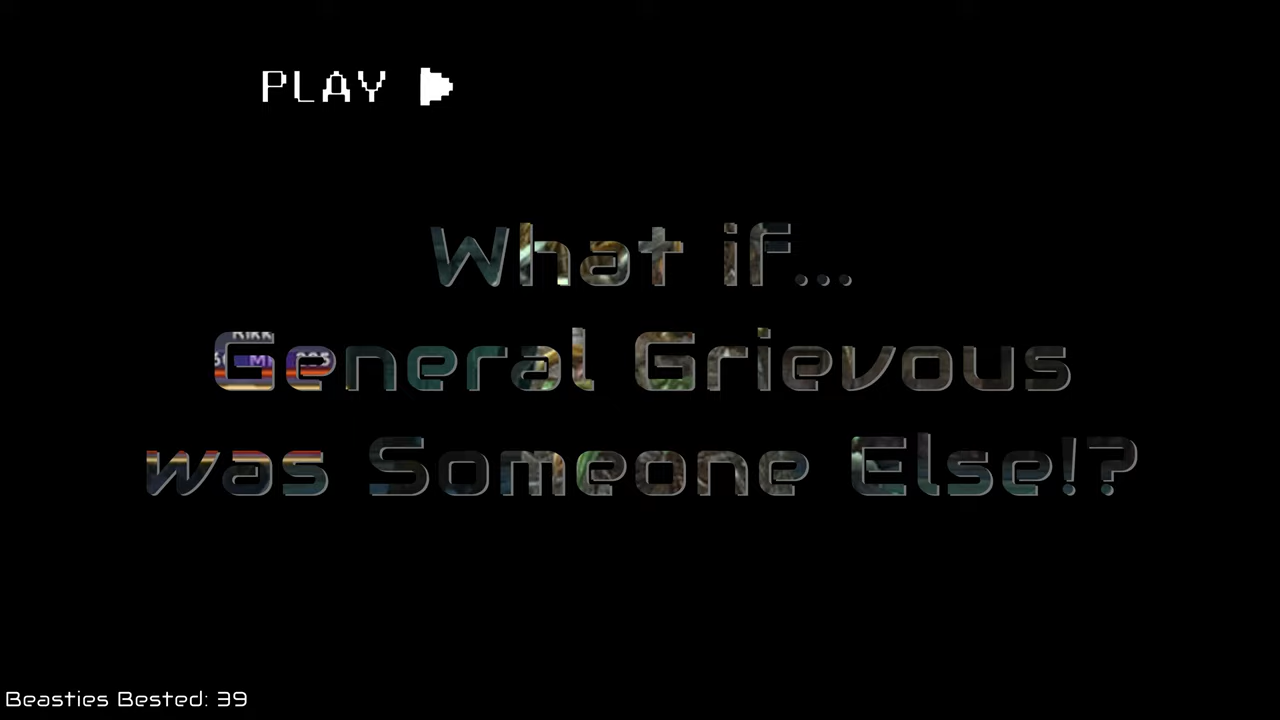 PLAY
What if...
General Grievous
was Someone Else!?
Beasties Bested: 39